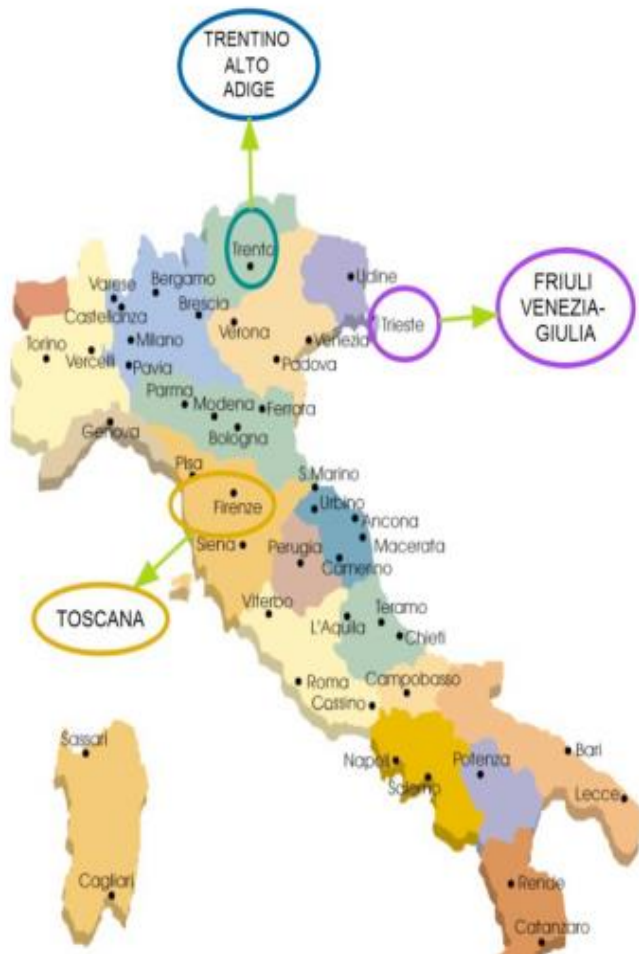 TRENTINO
ALTO
ADIGE
Trento
Bergamo
Varese
Udine
Brescia
Castellanza
FRIULI
VENEZIA-
GIULIA
Trieste
Verona
Milano
Venezia
Torino
Vercelli
Pavia
Padova
Parma
Modena
Ferrara
Genova
Bologna
Pisa
S.Marino
Firenze
Urbino
Ancona
Siena
Perugia
Macerata
Camerino
TOSCANA
Viterbo
Teramo
L'Aquila
Chieti
Roma
Campobasso
Cassino
Sassari
Napoli
Potenza
Bari
Salerno
Lecce
Cagliari
Rende
Catanzaro